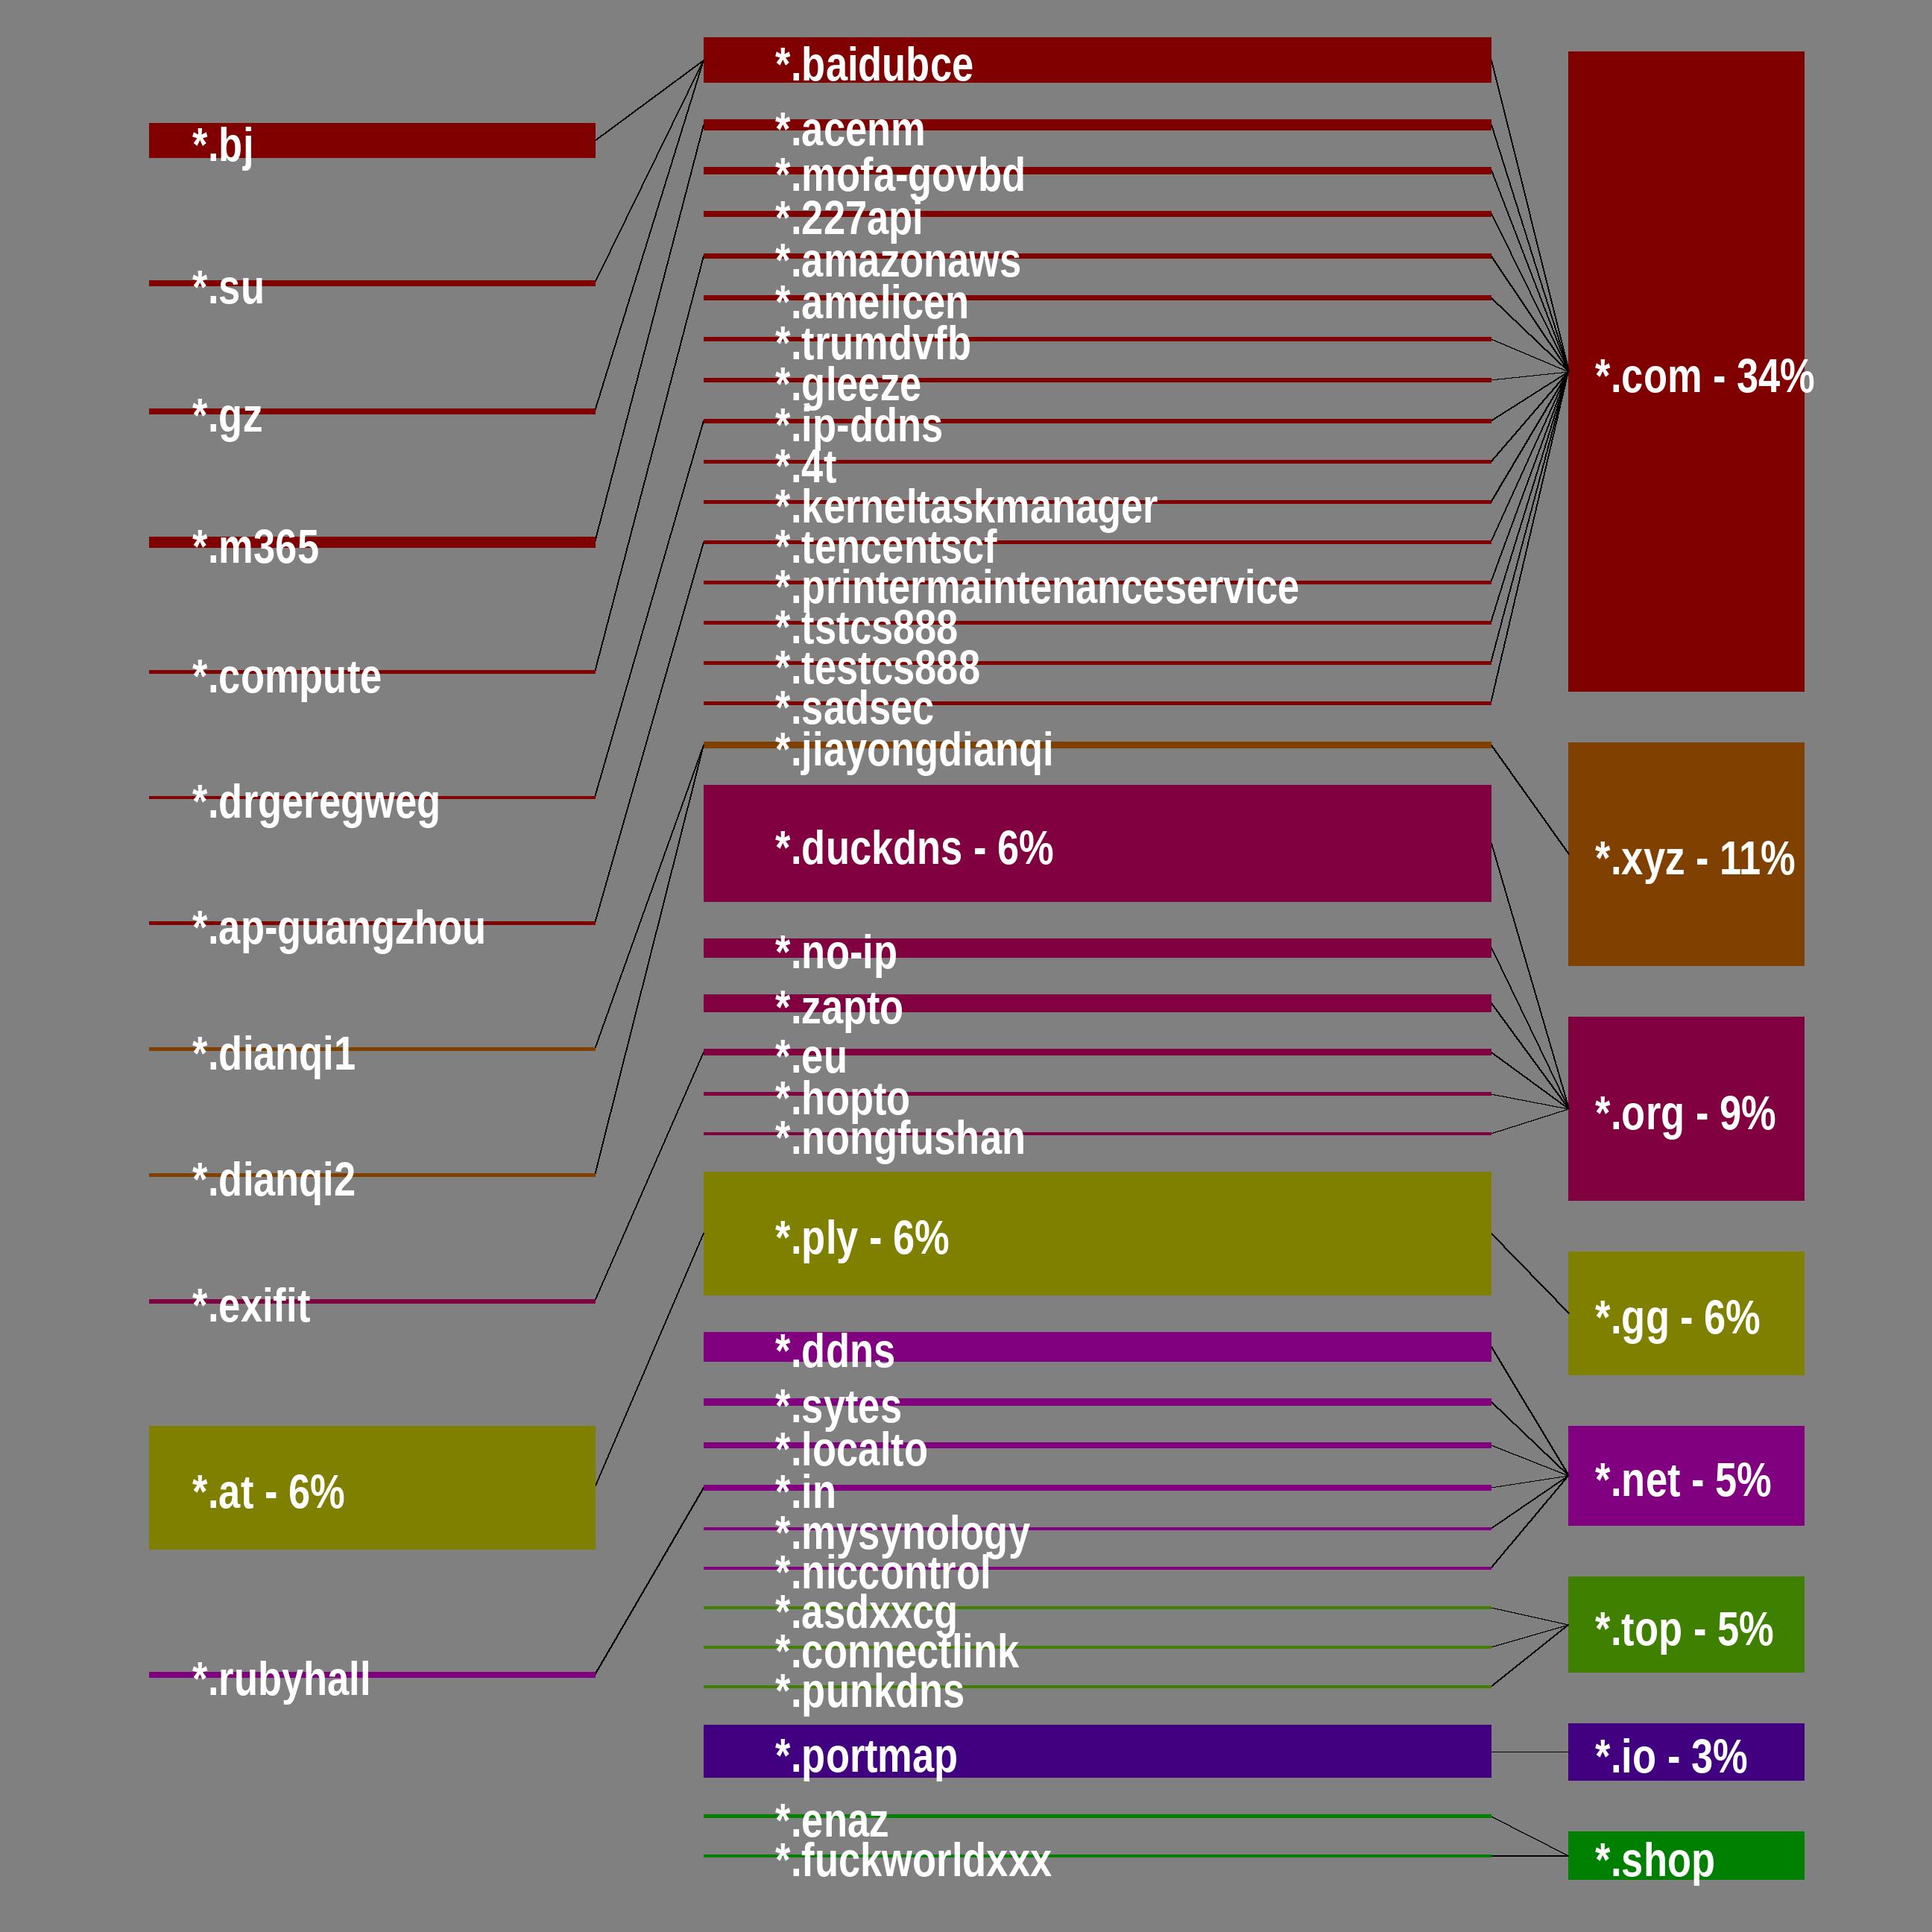 *.bj
*.su
*.gz
*.m365
*.compute
*.drgeregweg
*.ap-guangzhou
*.dianqi1
*.dianqi2
*.exifit
*.at - 6%
*.rubyhall
*.baidubce
*.acenm
*.mofa-govbd
*.227api
*.amazonaws
*.amelicen
*.trumdvfb
*.gleeze
*.ip-ddns
*.4t
*.kerneltaskmanager
*.tencentscf
*.printermaintenanceservice
*.tstcs888
*.testcs888
*.sadsec
*.jiayongdianqi
*.duckdns - 6%
*.no-ip
*.zapto
*.eu
*.hopto
*.nongfushan
*.ply - 6%
*.ddns
*.sytes
*.localto
*.in
*.mysynology
*.niccontrol
*.asdxxcg
*.connectlink
*.punkdns
*.portmap
*.enaz
*.fuckworldxxx
*.com - 34%
*.xyz - 11%
*.org - 9%
*.gg - 6%
*.net - 5%
*.top - 5%
*.io - 3%
*.shop